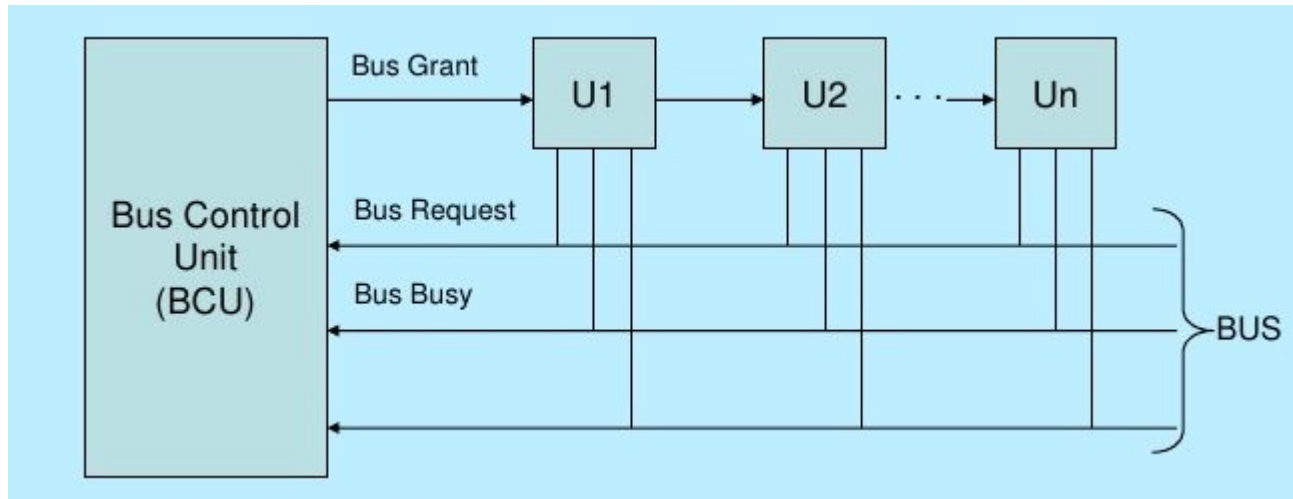 Bus Grant
U1
U2
. . .
Un
Bus Control
Unit
(BCU)
Bus Request
Bus Busy
BUS